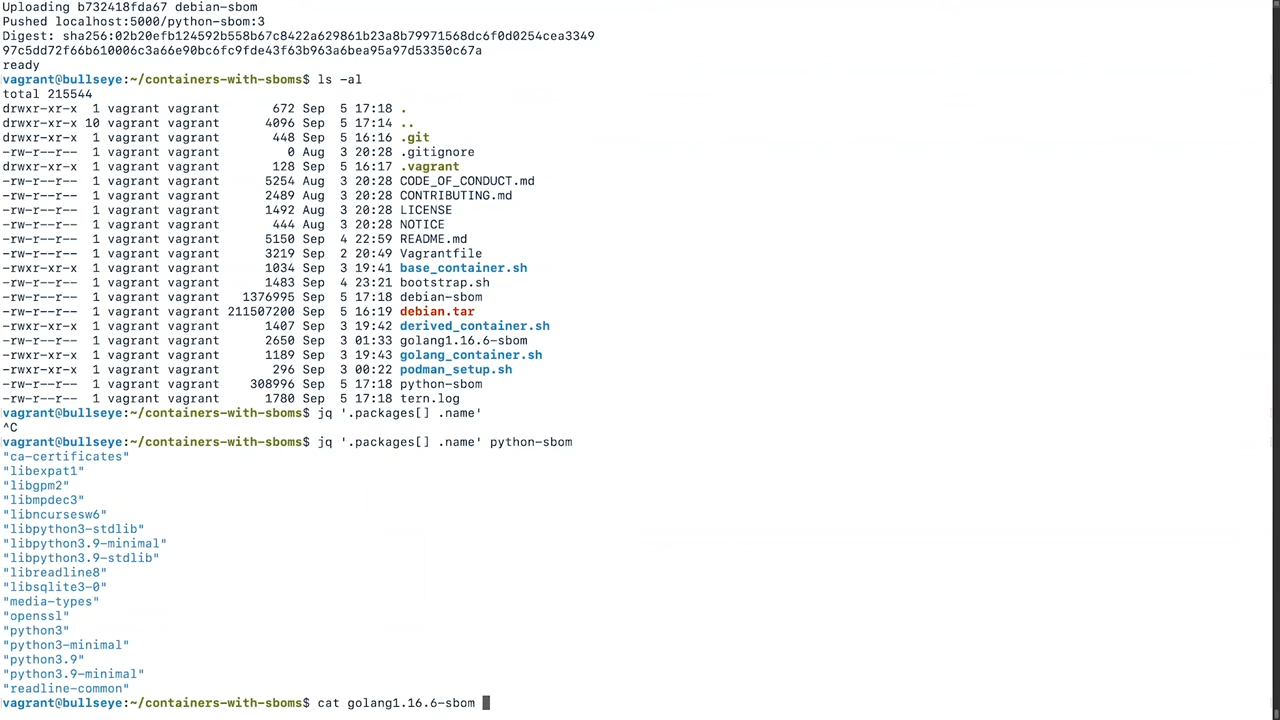 Uploading b732418fda67 debian-sbom
Pushed localhost:5000/python-sbom:3
Digest: sha256:02b20efb124592b558b67c8422a629861b23a8b79971568dc6f0d0254cea3349
97c5dd72f66b610006c3a66e90bc6fc9fde43f63b963a6bea95a97d53350c67a
ready
vagrant@bullseye:~/containers-with-sboms$ ls -al
total 215544
drwxr-xr-x 1 vagrant vagrant 672 Sep 5 17:18 .
drwxr-xr-x 10 vagrant vagrant 4096 Sep 5 17:14 ..
drwxr-xr-x 1 vagrant vagrant 448 Sep 5 16:16 .git
-rw-r--r-- 1 vagrant vagrant 0 Aug 3 20:28 .gitignore
drwxr-xr-x 1 vagrant vagrant 128 Sep 5 16:17 .vagrant
-rw-r--r-- 1 vagrant vagrant 5254 Aug 3 20:28 CODE_OF_CONDUCT.md
-rw-r--r-- 1 vagrant vagrant 2489 Aug 3 20:28 CONTRIBUTING.md
-rw-r--r-- 1 vagrant vagrant 1492 Aug 3 20:28 LICENSE
-rw-r--r-- 1 vagrant vagrant 444 Aug 3 20:28 NOTICE
-rw-r--r-- 1 vagrant vagrant 5150 Sep 4 22:59 README.md
-rw-r--r-- 1 vagrant vagrant 3219 Sep 2 20:49 Vagrantfile
-rwxr-xr-x 1 vagrant vagrant 1034 Sep 3 19:41 base_container.sh
-rw-r--r-- 1 vagrant vagrant 1483 Sep 4 23:21 bootstrap.sh
-rw-r--r-- 1 vagrant vagrant 1376995 Sep 5 17:18 debian-sbom
-rw-r--r-- 1 vagrant vagrant 211507200 Sep 5 16:19 debian.tar
-rwxr-xr-x 1 vagrant vagrant 1407 Sep 3 19:42 derived_container.sh
-rw-r--r-- 1 vagrant vagrant 2650 Sep 3 01:33 golang1.16.6-sbom
-rwxr-xr-x 1 vagrant vagrant 1189 Sep 3 19:43 golang_container.sh
-rwxr-xr-x 1 vagrant vagrant 296 Sep 3 00:22 podman_setup.sh
-rw-r--r-- 1 vagrant vagrant 308996 Sep 5 17:18 python-sbom
-rw-r--r-- 1 vagrant vagrant 1780 Sep 5 17:18 tern.log
vagrant@bullseye:~/containers-with-sboms$ jq '.packages[] .name'
^C
vagrant@bullseye:~/containers-with-sboms$ jq '.packages[] .name' python-sbom
"ca-certificates"
"libexpat1"
"libgpm2"
"libmpdec3"
"libncursesw6"
"libpython3-stdlib"
"libpython3.9-minimal"
"libpython3.9-stdlib"
"libreadline8"
"libsqlite3-0"
"media-types"
"openssl"
"python3"
"python3-minimal"
"python3.9"
"python3.9-minimal"
"readline-common"
vagrant@bullseye:~/containers-with-sboms$ cat golang1.16.6-sbom